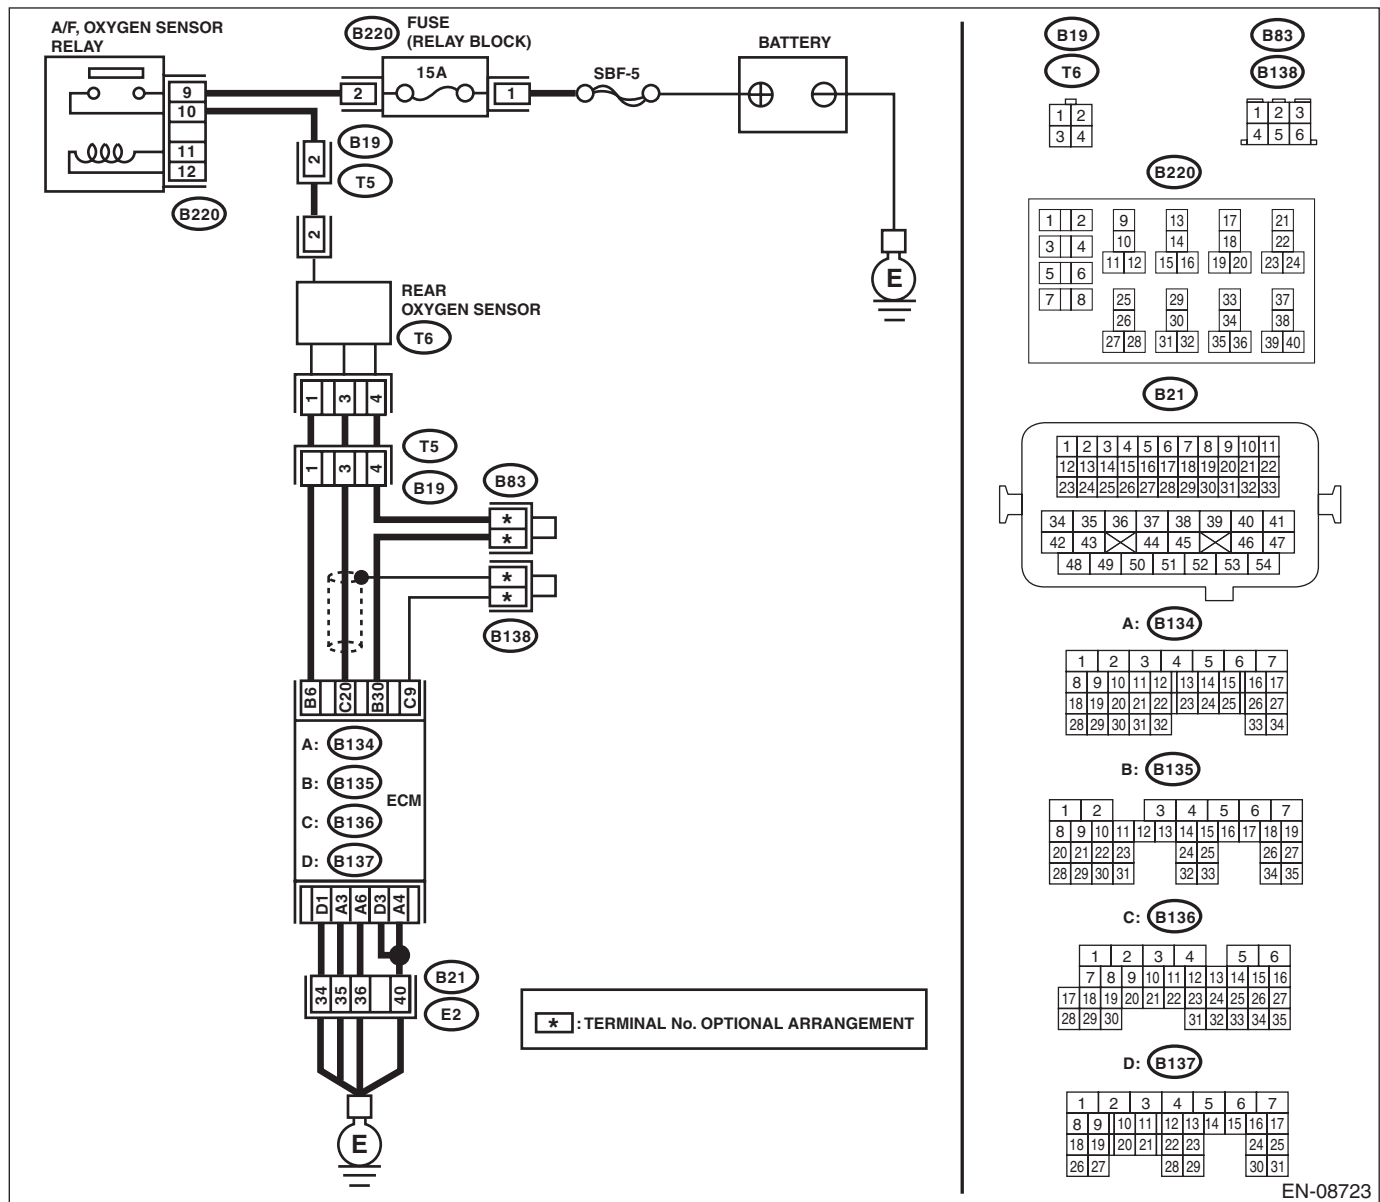 A/F, OXYGEN SENSOR
RELAY
B220
FUSE
(RELAY BLOCK)
BATTERY
15A
SBF-5
9
10
11
12
2
1
B220
2
B19
T5
2
REAR
OXYGEN SENSOR
T6
E
1 3 4
T5
1 3 4
B19
B83
*
*
*
*
B138
B6 C20 B30 C9
A: B134
B: B135
C: B136
D: B137
ECM
D1 A3 A6 D3 A4
34 35 36 40
B21
E2
E
* : TERMINAL No. OPTIONAL ARRANGEMENT
B19
T6
1 2
3 4
B83
B138
1 2 3
4 5 6
B220
1 2 9 13 17 21
3 4 10 14 18 22
5 6 11 12 15 16 19 20 23 24
7 8 25 29 33 37
26 30 34 38
27 28 31 32 35 36 39 40
B21
1 2 3 4 5 6 7 8 9 10 11
12 13 14 15 16 17 18 19 20 21 22
23 24 25 26 27 28 29 30 31 32 33
34 35 36 37 38 39 40 41
42 43 44 45 46 47
48 49 50 51 52 53 54
A: B134
1 2 3 4 5 6 7
8 9 10 11 12 13 14 15 16 17
18 19 20 21 22 23 24 25 26 27
28 29 30 31 32 33 34
B: B135
1 2 3 4 5 6 7
8 9 10 11 12 13 14 15 16 17 18 19
20 21 22 23 24 25 26 27
28 29 30 31 32 33 34 35
C: B136
1 2 3 4 5 6
7 8 9 10 11 12 13 14 15 16
17 18 19 20 21 22 23 24 25 26 27
28 29 30 31 32 33 34 35
D: B137
1 2 3 4 5 6 7
8 9 10 11 12 13 14 15 16 17
18 19 20 21 22 23 24 25
26 27 28 29 30 31
EN-08723